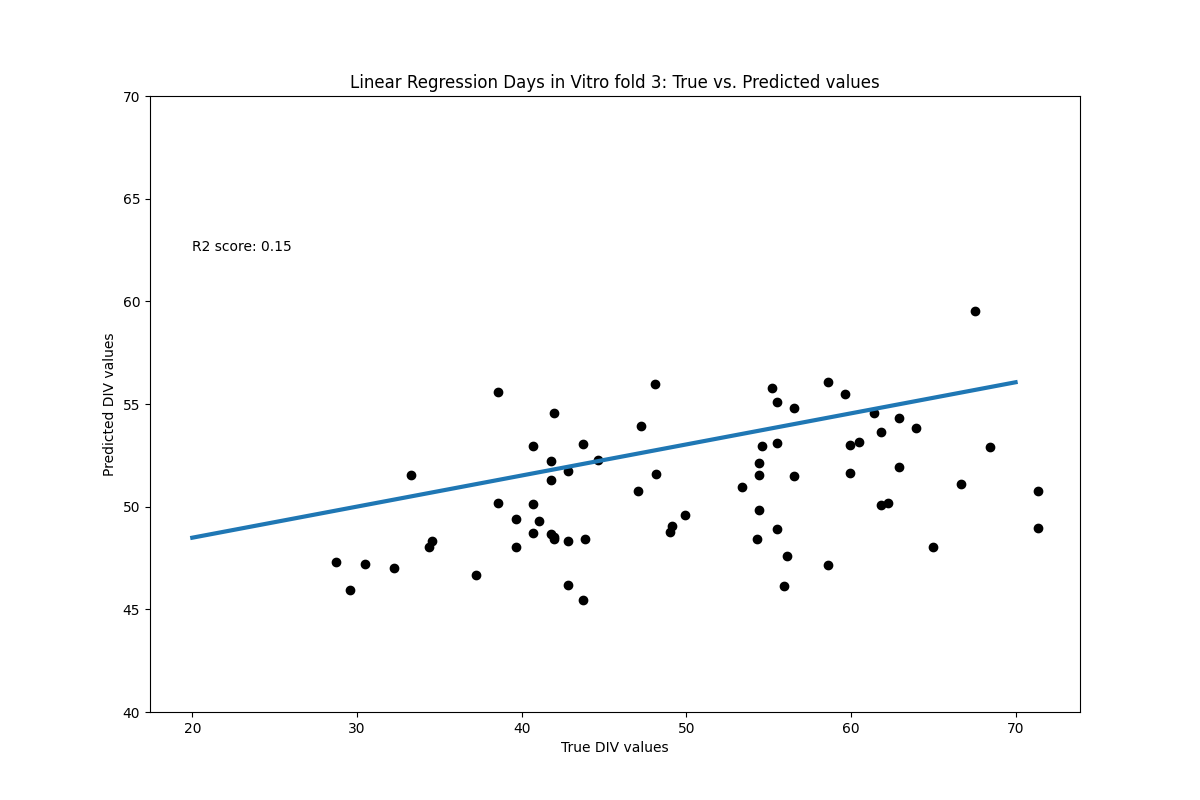 Linear Regression Days in Vitro fold 3: True vs. Predicted values
70
65
60
55
50
45
40
R2 score: 0.15
Predicted DIV values
20 30 40 50 60 70
True DIV values